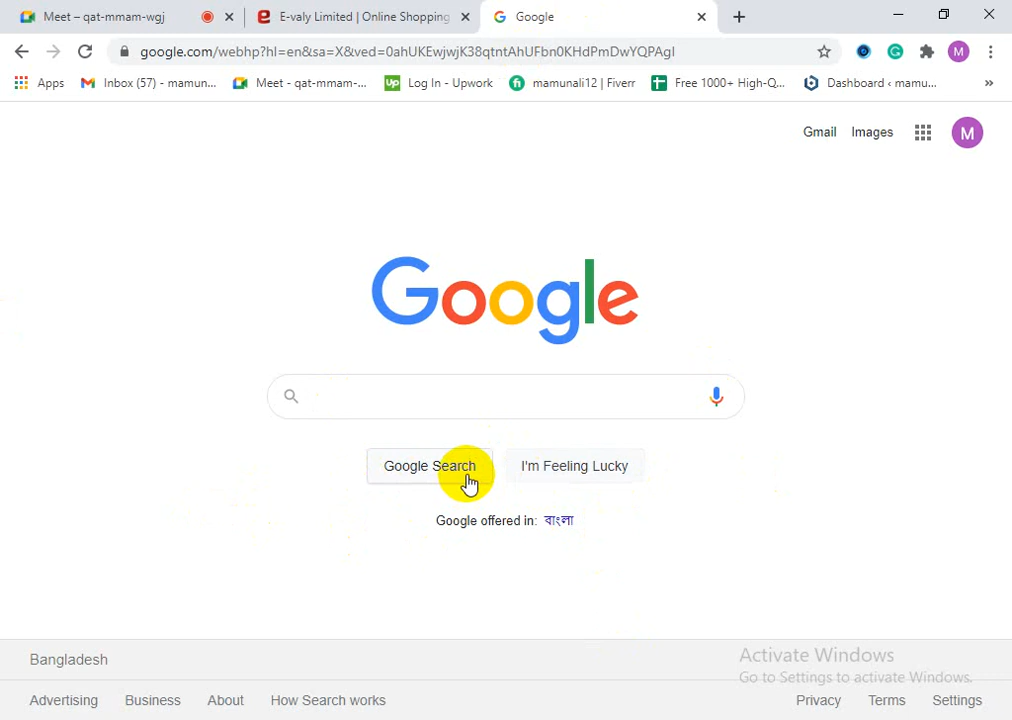 Meet – qat-mmam-wgj
E-valy Limited | Online Shopping
Google
google.com/webhp?hl=en&sa=X&ved=0ahUKEwjwjK38qtntAhUFbn0KHdPmDwYQPAgI
M
Apps
Inbox (57) - mamun...
Meet - qat-mmam-...
Up Log In - Upwork
fi mamunali12 | Fiverr
Free 1000+ High-Q...
Dashboard ‹ mamu...
»
Gmail
Images
M
Google
Google Search
I'm Feeling Lucky
Google offered in: বাংলা
Bangladesh
Activate Windows
Go to Settings to activate Windows.
Advertising
Business
About
How Search works
Privacy
Terms
Settings